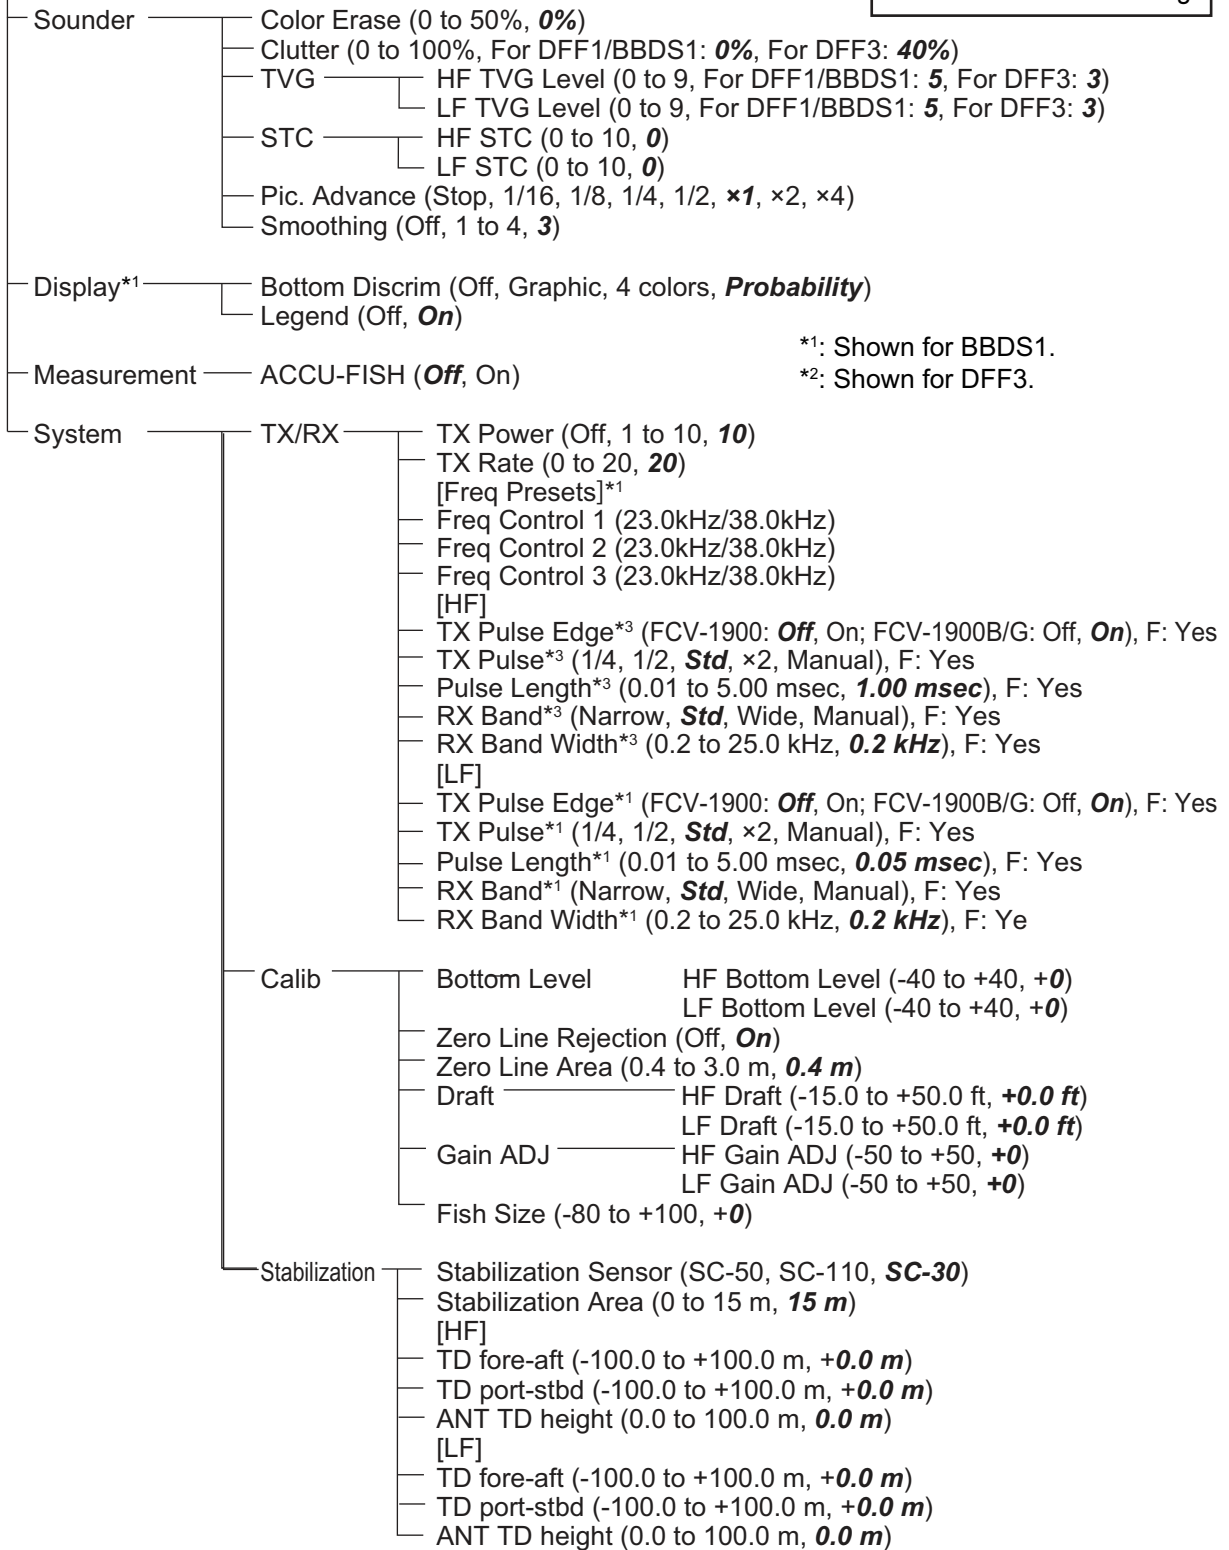 Sounder Color Erase (0 to 50%, 0%)
Clutter (0 to 100%, For DFF1/BBDS1: 0%, For DFF3: 40%)
TVG HF TVG Level (0 to 9, For DFF1/BBDS1: 5, For DFF3: 3)
LF TVG Level (0 to 9, For DFF1/BBDS1: 5, For DFF3: 3)
STC HF STC (0 to 10, 0)
LF STC (0 to 10, 0)
Pic. Advance (Stop, 1/16, 1/8, 1/4, 1/2, ×1, ×2, ×4)
Smoothing (Off, 1 to 4, 3)
Display*1 Bottom Discrim (Off, Graphic, 4 colors, Probability)
Legend (Off, On)
*1: Shown for BBDS1.
*2: Shown for DFF3.
Measurement ACCU-FISH (Off, On)
System TX/RX TX Power (Off, 1 to 10, 10)
TX Rate (0 to 20, 20)
[Freq Presets]*1
Freq Control 1 (23.0kHz/38.0kHz)
Freq Control 2 (23.0kHz/38.0kHz)
Freq Control 3 (23.0kHz/38.0kHz)
[HF]
TX Pulse Edge*3 (FCV-1900: Off, On; FCV-1900B/G: Off, On), F: Yes
TX Pulse*3 (1/4, 1/2, Std, ×2, Manual), F: Yes
Pulse Length*3 (0.01 to 5.00 msec, 1.00 msec), F: Yes
RX Band*3 (Narrow, Std, Wide, Manual), F: Yes
RX Band Width*3 (0.2 to 25.0 kHz, 0.2 kHz), F: Yes
[LF]
TX Pulse Edge*1 (FCV-1900: Off, On; FCV-1900B/G: Off, On), F: Yes
TX Pulse*1 (1/4, 1/2, Std, ×2, Manual), F: Yes
Pulse Length*1 (0.01 to 5.00 msec, 0.05 msec), F: Yes
RX Band*1 (Narrow, Std, Wide, Manual), F: Yes
RX Band Width*1 (0.2 to 25.0 kHz, 0.2 kHz), F: Ye
Calib Bottom Level HF Bottom Level (-40 to +40, +0)
LF Bottom Level (-40 to +40, +0)
Zero Line Rejection (Off, On)
Zero Line Area (0.4 to 3.0 m, 0.4 m)
Draft HF Draft (-15.0 to +50.0 ft, +0.0 ft)
LF Draft (-15.0 to +50.0 ft, +0.0 ft)
Gain ADJ HF Gain ADJ (-50 to +50, +0)
LF Gain ADJ (-50 to +50, +0)
Fish Size (-80 to +100, +0)
Stabilization Stabilization Sensor (SC-50, SC-110, SC-30)
Stabilization Area (0 to 15 m, 15 m)
[HF]
TD fore-aft (-100.0 to +100.0 m, +0.0 m)
TD port-stbd (-100.0 to +100.0 m, +0.0 m)
ANT TD height (0.0 to 100.0 m, 0.0 m)
[LF]
TD fore-aft (-100.0 to +100.0 m, +0.0 m)
TD port-stbd (-100.0 to +100.0 m, +0.0 m)
ANT TD height (0.0 to 100.0 m, 0.0 m)